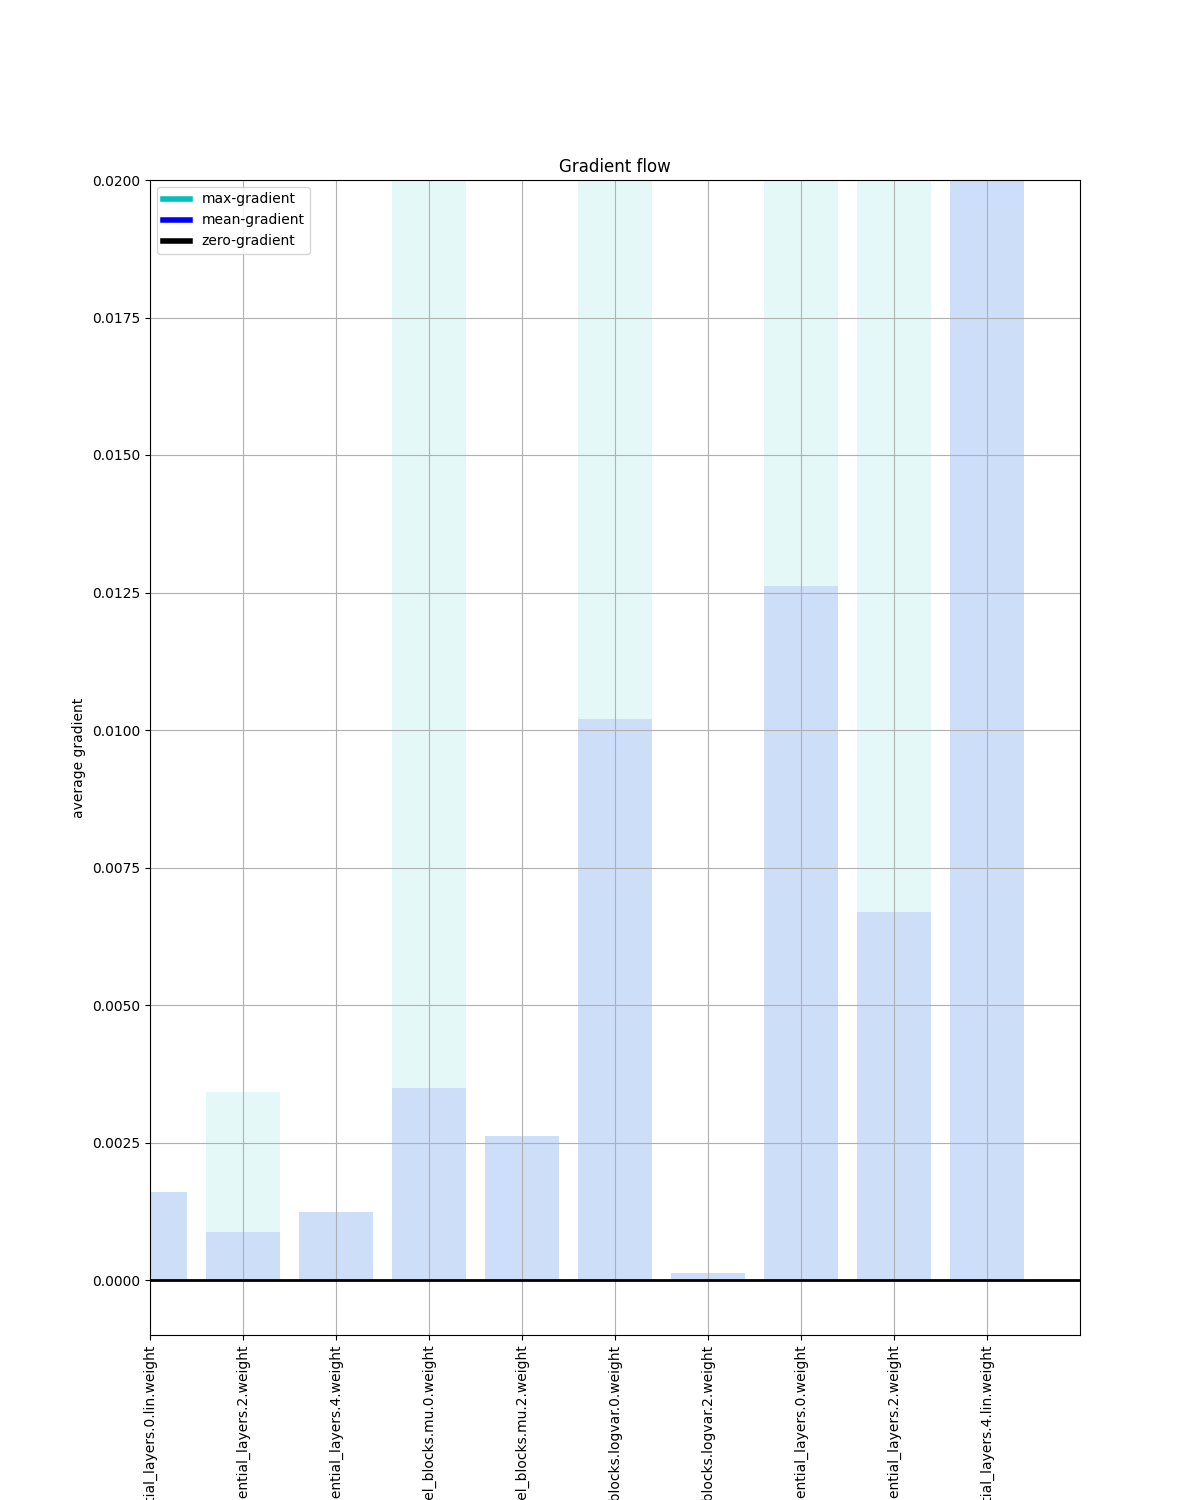 Gradient flow
max-gradient
mean-gradient
zero-gradient
0.0200
0.0175
0.0150
0.0125
0.0100
0.0075
0.0050
0.0025
0.0000
average gradient
tial_layers.0.lin.weight
ential_layers.2.weight
ential_layers.4.weight
el_blocks.mu.0.weight
el_blocks.mu.2.weight
blocks.logvar.0.weight
blocks.logvar.2.weight
ential_layers.0.weight
ential_layers.2.weight
tial_layers.4.lin.weight